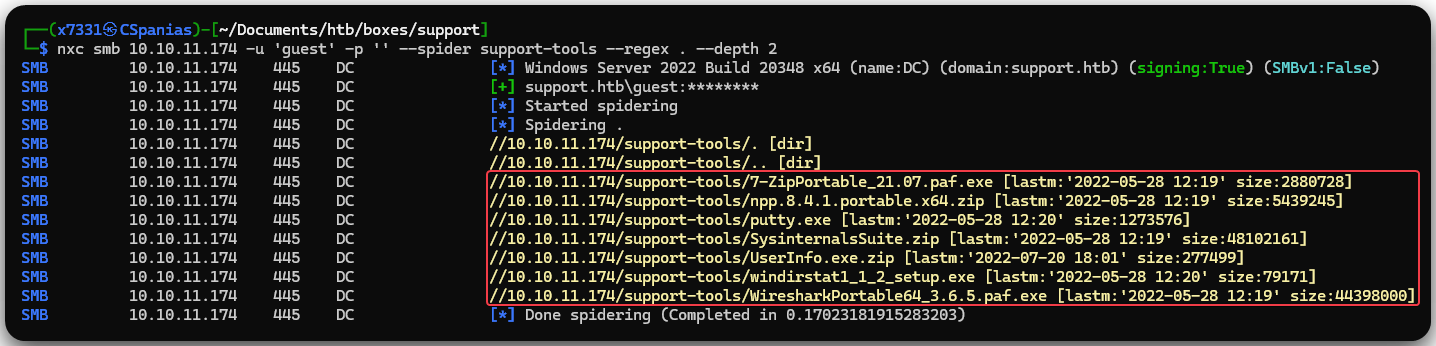 ┌──(x7331㉿CSpanias)-[~/Documents/htb/boxes/support]
└─$ nxc smb 10.10.11.174 -u 'guest' -p '' --spider support-tools --regex . --depth 2
SMB 10.10.11.174 445 DC [*] Windows Server 2022 Build 20348 x64 (name:DC) (domain:support.htb) (signing:True) (SMBv1:False)
SMB 10.10.11.174 445 DC [+] support.htb\guest:********
SMB 10.10.11.174 445 DC [*] Started spidering
SMB 10.10.11.174 445 DC [*] Spidering .
SMB 10.10.11.174 445 DC //10.10.11.174/support-tools/. [dir]
SMB 10.10.11.174 445 DC //10.10.11.174/support-tools/.. [dir]
SMB 10.10.11.174 445 DC //10.10.11.174/support-tools/7-ZipPortable_21.07.paf.exe [lastm:'2022-05-28 12:19' size:2880728]
SMB 10.10.11.174 445 DC //10.10.11.174/support-tools/npp.8.4.1.portable.x64.zip [lastm:'2022-05-28 12:19' size:5439245]
SMB 10.10.11.174 445 DC //10.10.11.174/support-tools/putty.exe [lastm:'2022-05-28 12:20' size:1273576]
SMB 10.10.11.174 445 DC //10.10.11.174/support-tools/SysinternalsSuite.zip [lastm:'2022-05-28 12:19' size:48102161]
SMB 10.10.11.174 445 DC //10.10.11.174/support-tools/UserInfo.exe.zip [lastm:'2022-07-20 18:01' size:277499]
SMB 10.10.11.174 445 DC //10.10.11.174/support-tools/windirstat1_1_2_setup.exe [lastm:'2022-05-28 12:20' size:79171]
SMB 10.10.11.174 445 DC //10.10.11.174/support-tools/WiresharkPortable64_3.6.5.paf.exe [lastm:'2022-05-28 12:19' size:44398000]
SMB 10.10.11.174 445 DC [*] Done spidering (Completed in 0.17023181915283203)